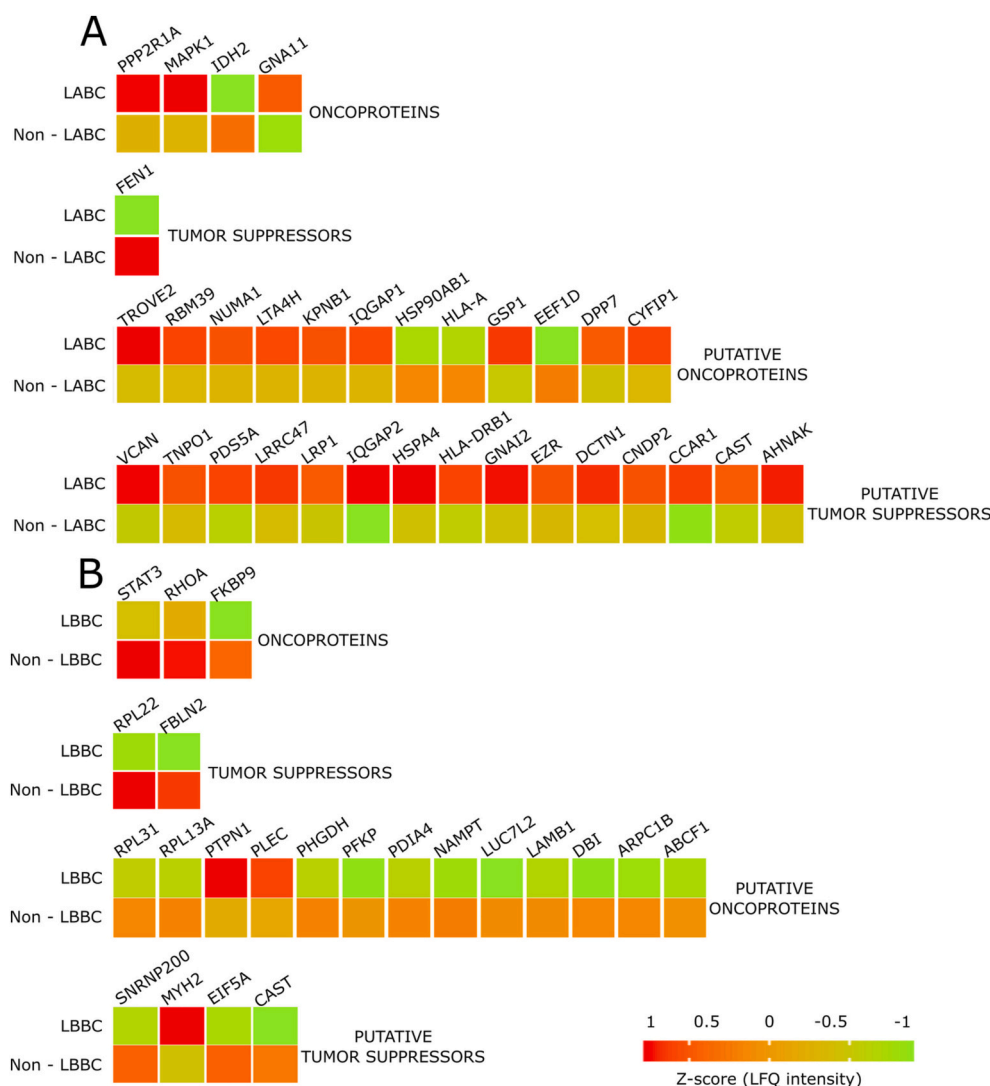 A
PPP2R1A MAPK1 IDH2 GNA11
LABC
Non - LABC
ONCOPROTEINS
FEN1
LABC
Non - LABC
TUMOR SUPPRESSORS
TROVE2 RBM39 NUMA1 LTA4H KPNB1 IQGAP1 HSP90AB1 HLA-A GSP1 EEF1D DPP7 CYFIP1
LABC
Non - LABC
PUTATIVE
ONCOPROTEINS
VCAN TNPO1 PDS5A LRRC47 LRP1 IQGAP2 HSPA4 HLA-DRB1 GNAI2 EZR DCTN1 CNDP2 CCAR1 CAST AHNAK
LABC
Non - LABC
PUTATIVE
TUMOR SUPPRESSORS
B
STAT3 RHOA FKBP9
LBBC
Non - LBBC
ONCOPROTEINS
RPL22 FBLN2
LBBC
Non - LBBC
TUMOR SUPPRESSORS
RPL31 RPL13A PTPN1 PLEC PHGDH PFKP PDIA4 NAMPT LUC7L2 LAMB1 DBI ARPC1B ABCF1
LBBC
Non - LBBC
PUTATIVE
ONCOPROTEINS
SNRNP200 MYH2 EIF5A CAST
LBBC
Non - LBBC
PUTATIVE
TUMOR SUPPRESSORS
1 0.5 0 -0.5 -1
Z-score (LFQ intensity)